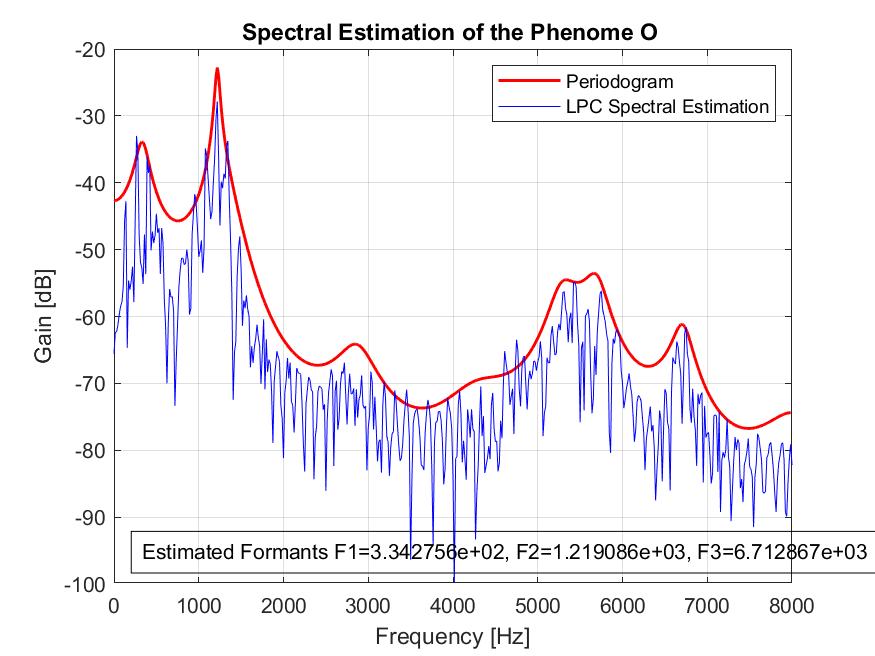 Spectral Estimation of the Phenome O
Periodogram
LPC Spectral Estimation
Gain [dB]
-20
-30
-40
-50
-60
-70
-80
-90
-100
Estimated Formants F1=3.342756e+02, F2=1.219086e+03, F3=6.712867e+03
0 1000 2000 3000 4000 5000 6000 7000 8000
Frequency [Hz]